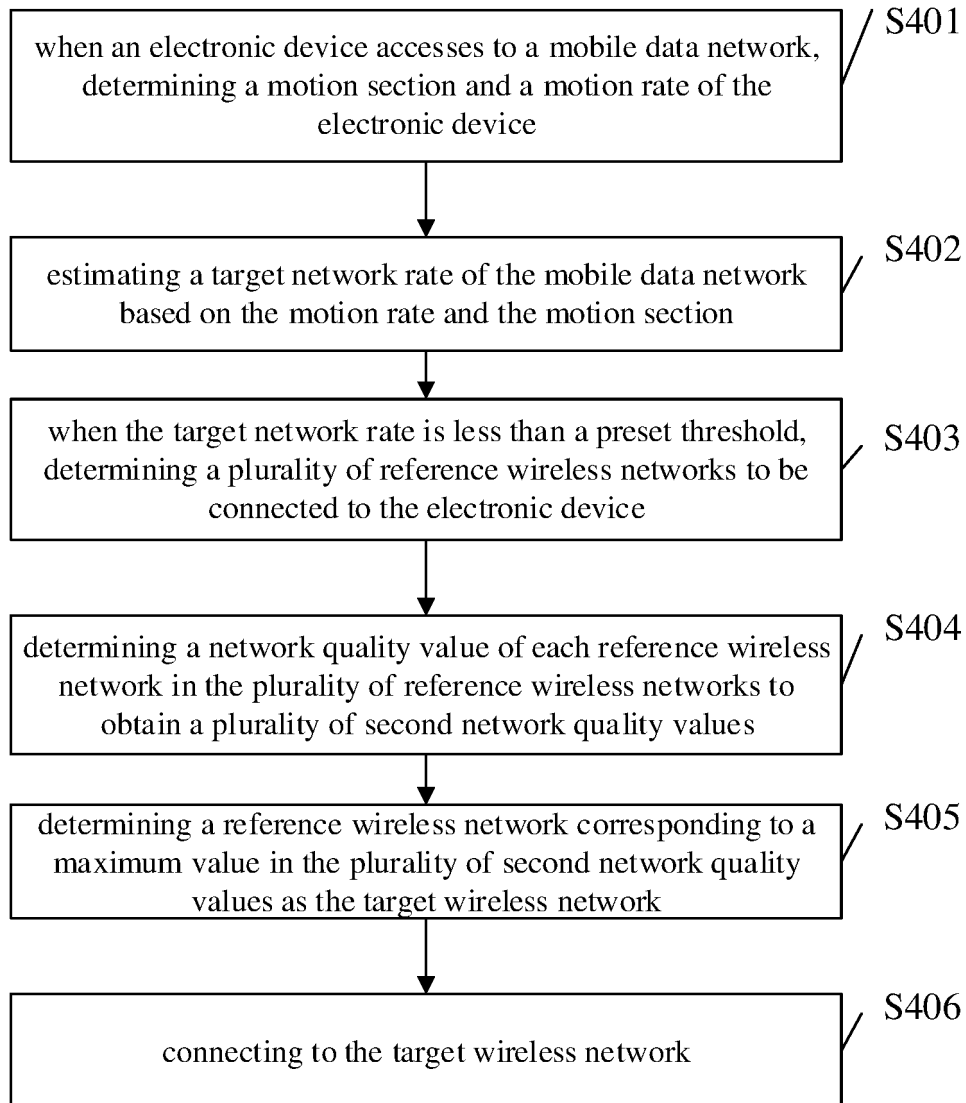 S401
when an electronic device accesses to a mobile data network,
determining a motion section and a motion rate of the
electronic device
S402
estimating a target network rate of the mobile data network
based on the motion rate and the motion section
S403
when the target network rate is less than a preset threshold,
determining a plurality of reference wireless networks to be
connected to the electronic device
S404
determining a network quality value of each reference wireless
network in the plurality of reference wireless networks to
obtain a plurality of second network quality values
S405
determining a reference wireless network corresponding to a
maximum value in the plurality of second network quality
values as the target wireless network
S406
connecting to the target wireless network